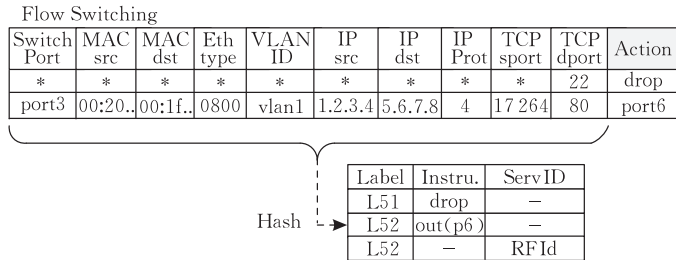 Flow Switching
Switch Port MAC src MAC dst Eth type VLAN ID IP src IP dst IP Prot TCP sport TCP dport Action
* * * * * * * * * 22 drop
port3 00:20.. 00:1f.. 0800 vlan1 1.2.3.4 5.6.7.8 4 17 264 80 port6
Label Instru. ServID
L51 drop –
Hash L52 out(p6) –
L52 – RFId